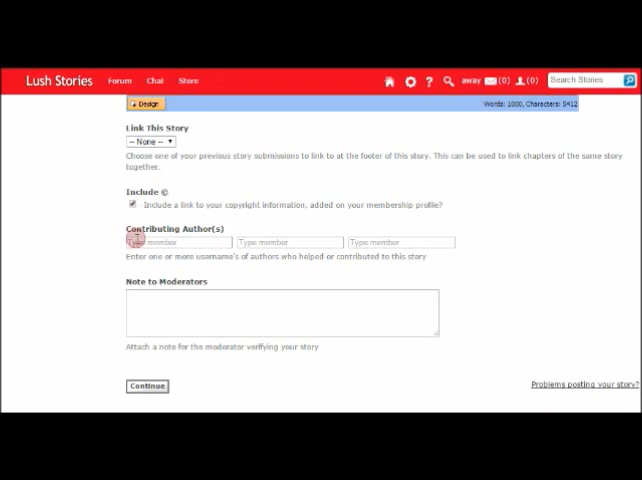 Lush Stories Forum Chat Store away (0) (0) Search Stories
Design Words: 1000, Characters: 5412
Link This Story
-- None --
Choose one of your previous story submissions to link to at the footer of this story. This can be used to link chapters of the same story
together.
Include ©
Include a link to your copyright information, added on your membership profile?
Contributing Author(s)
Type member Type member Type member
Enter one or more username's of authors who helped or contributed to this story
Note to Moderators
Attach a note for the moderator verifying your story
Continue Problems posting your story?